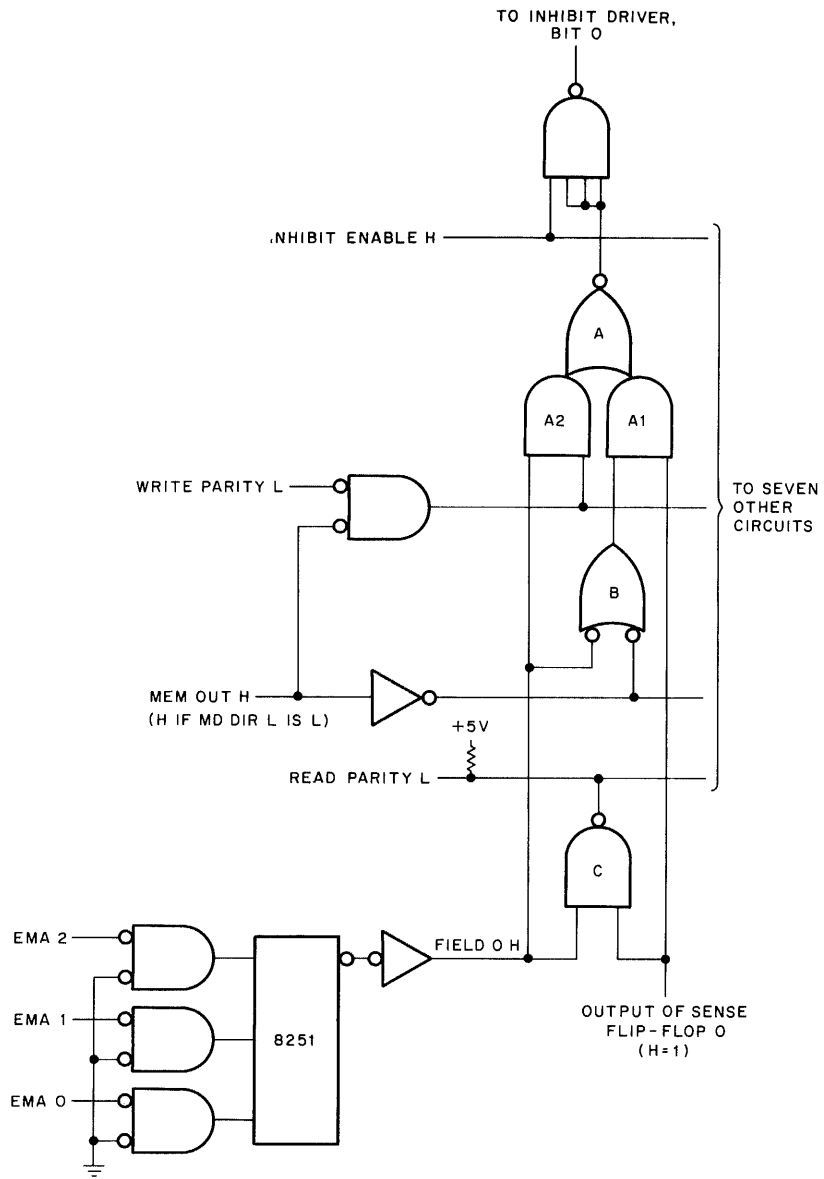 TO INHIBIT DRIVER,
BIT 0
NHIBIT ENABLE H
A
A2
A1
WRITE PARITY L
TO SEVEN
OTHER
CIRCUITS
B
MEM OUT H
(H IF MD DIR L IS L)
+5V
READ PARITY L
C
EMA 2
FIELD 0 H
EMA 1
8251
OUTPUT OF SENSE
FLIP-FLOP 0
(H=1)
EMA 0